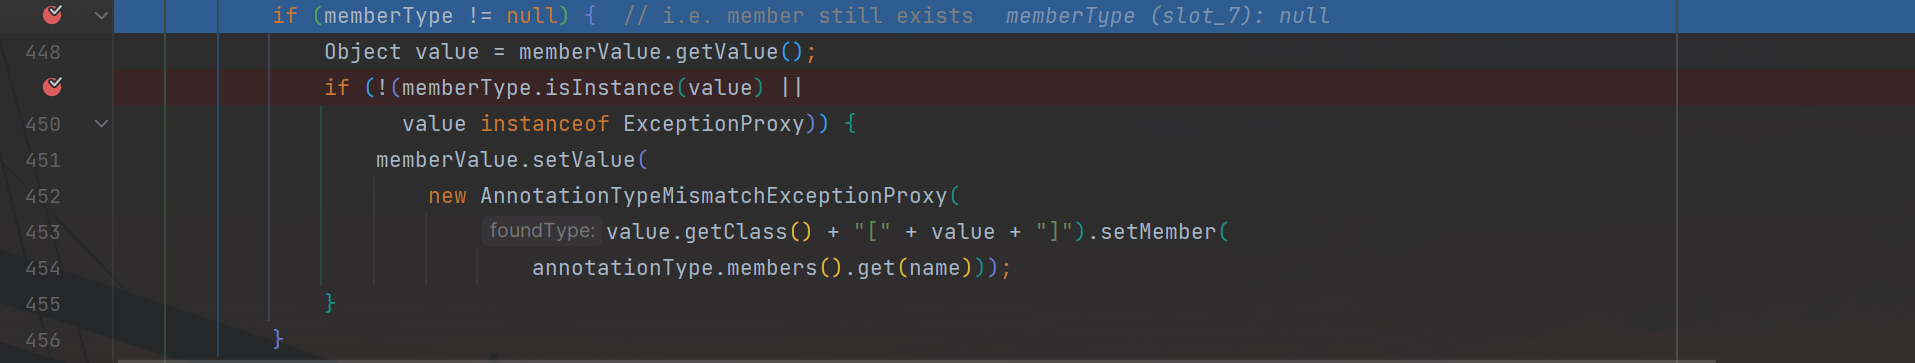 if (memberType != null) {  // i.e. member still exists   memberType (slot_7): null
448 Object value = memberValue.getValue();
if (!(memberType.isInstance(value) ||
450 value instanceof ExceptionProxy)) {
451 memberValue.setValue(
452 new AnnotationTypeMismatchExceptionProxy(
453 foundType: value.getClass() + "[" + value + "]").setMember(
454 annotationType.members().get(name)));
455 }
456 }